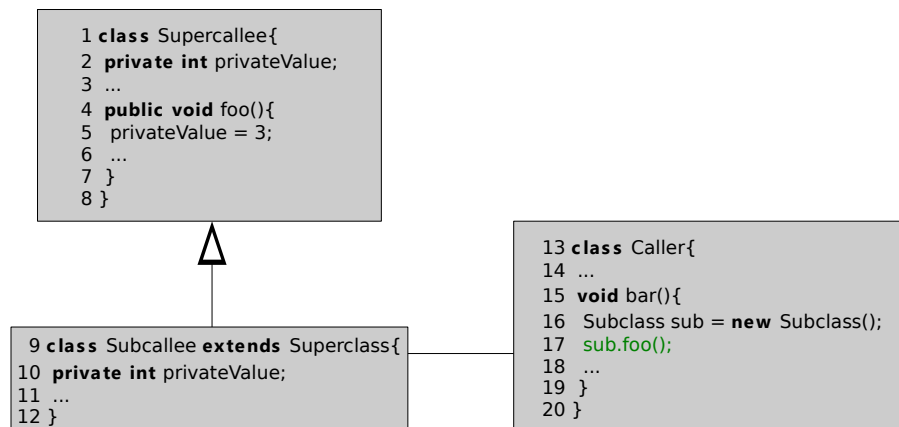 1 class Supercallee{
2 private int privateValue;
3 ...
4 public void foo(){
5 privateValue = 3;
6 ...
7 }
8 }
9 class Subcallee extends Superclass{
10 private int privateValue;
11 ...
12 }
13 class Caller{
14 ...
15 void bar(){
16 Subclass sub = new Subclass();
17 sub.foo();
18 ...
19 }
20 }